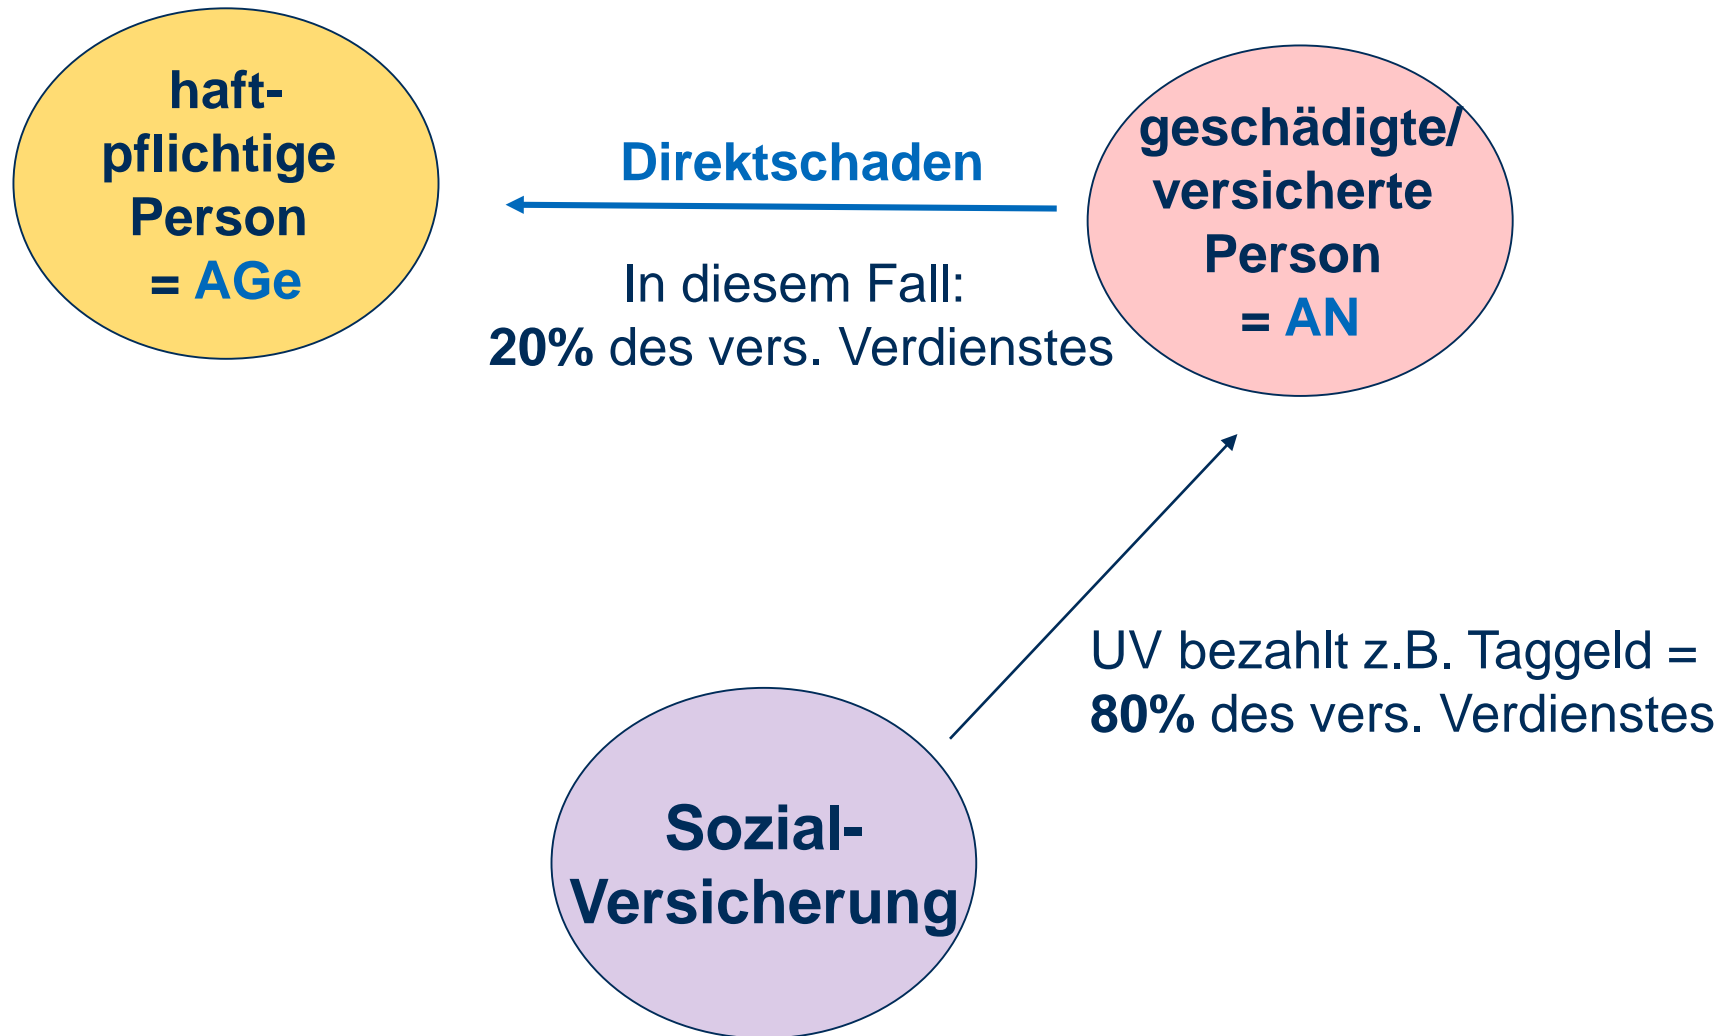 haft-
pflichtige
Person
= AGe
Direktschaden
In diesem Fall:
20% des vers. Verdienstes
geschädigte/
versicherte
Person
= AN
UV bezahlt z.B. Taggeld =
80% des vers. Verdienstes
Sozial-
Versicherung